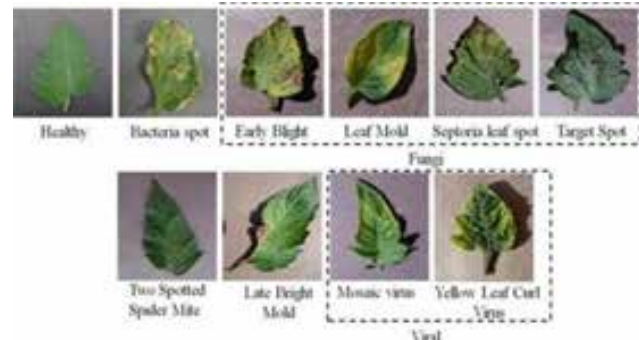 Healthy
Bacteria spot
Early Blight
Leaf Mold
Septoria leaf spot
Target Spot
Fungi
Two Spotted
Spider Mite
Late Bright
Mold
Mosaic virus
Yellow Leaf Curl
Virus
Viral